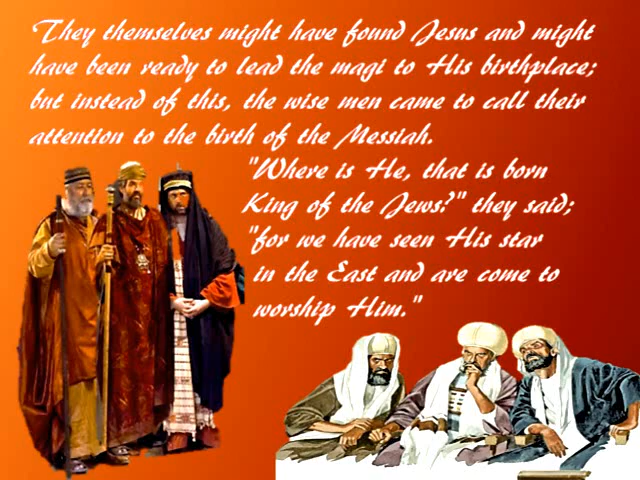 They themselves might have found Jesus and might
have been ready to lead the magi to His birthplace;
but instead of this, the wise men came to call their
attention to the birth of the Messiah.
"Where is He, that is born
King of the Jews?" they said;
"for we have seen His star
in the East and are come to
worship Him."